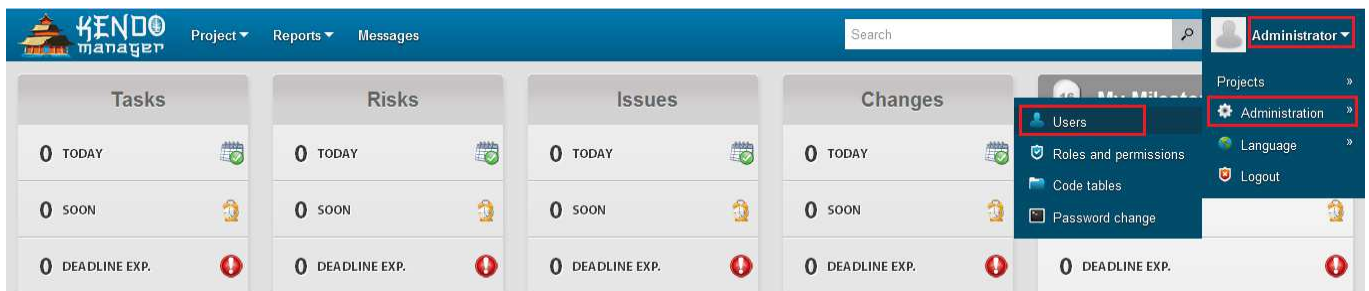 KENDO
manager
Project
Reports
Messages
Search
Administrator
Tasks
Risks
Issues
Changes
16
Projects »
Administration »
Language »
Logout
Users
Roles and permissions
Code tables
Password change
0 TODAY
0 TODAY
0 TODAY
0 TODAY
0 SOON
0 SOON
0 SOON
0 SOON
0 DEADLINE EXP.
0 DEADLINE EXP.
0 DEADLINE EXP.
0 DEADLINE EXP.
0 DEADLINE EXP.